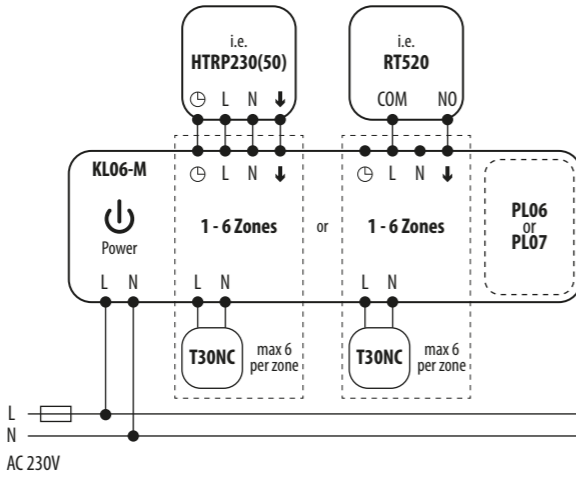 i.e.
HTRP230(50)
L N
i.e.
RT520
COM NO
KL06-M
L N
L N
Power
1 - 6 Zones
or
1 - 6 Zones
PL06
or
PL07
L N
L N
L N
T30NC
max 6
per zone
T30NC
max 6
per zone
L
N
AC 230V